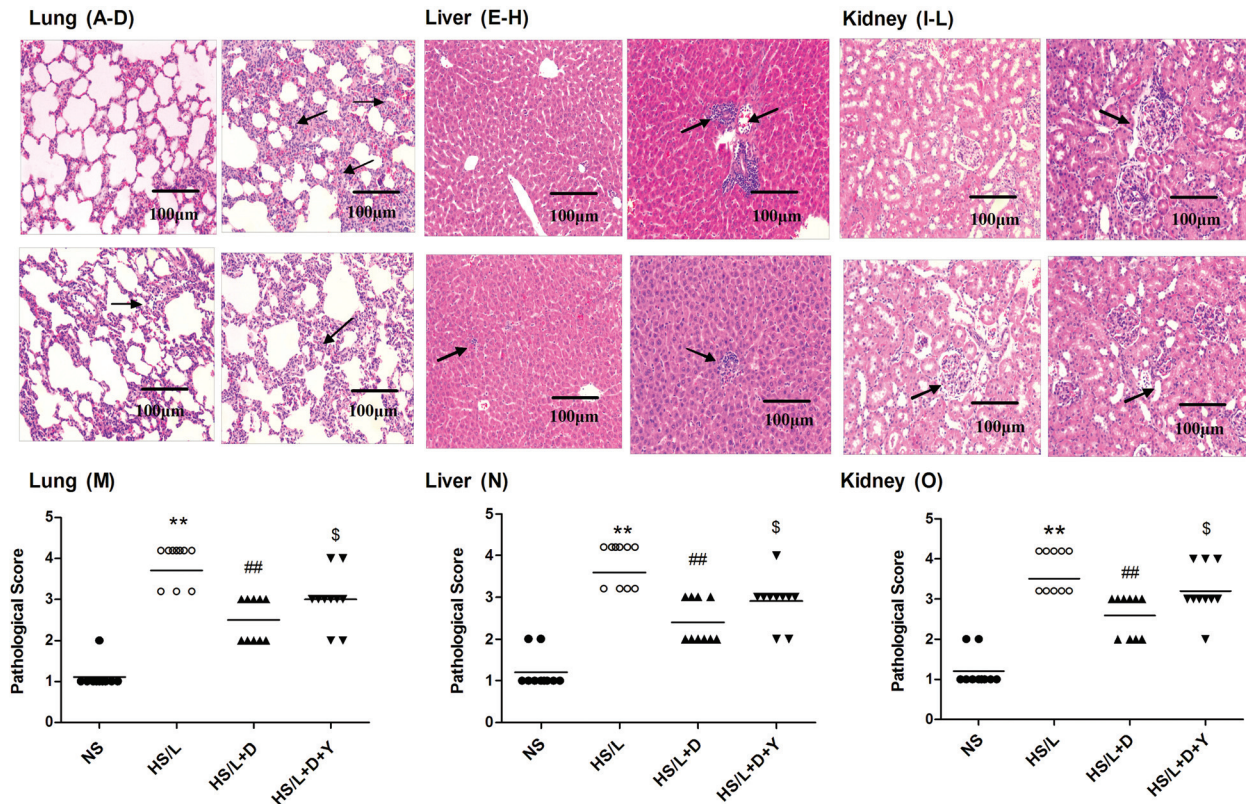 Lung (A-D)
Liver (E-H)
Kidney (I-L)
100μm
100μm
100μm
100μm
100μm
100μm
100μm
100μm
100μm
100μm
100μm
100μm
Lung (M)
Liver (N)
Kidney (O)
Pathological Score
5
4
3
2
1
0
**
##
$
NS
HS/L
HS/L+D
HS/L+D+Y
Pathological Score
5
4
3
2
1
0
**
##
$
NS
HS/L
HS/L+D
HS/L+D+Y
Pathological Score
5
4
3
2
1
0
**
##
$
NS
HS/L
HS/L+D
HS/L+D+Y